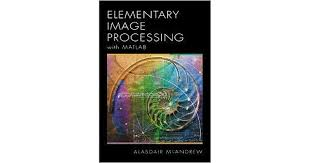 ELEMENTARY
IMAGE
PROCESSING
with MATLAB
ALASDAIR McANDREW